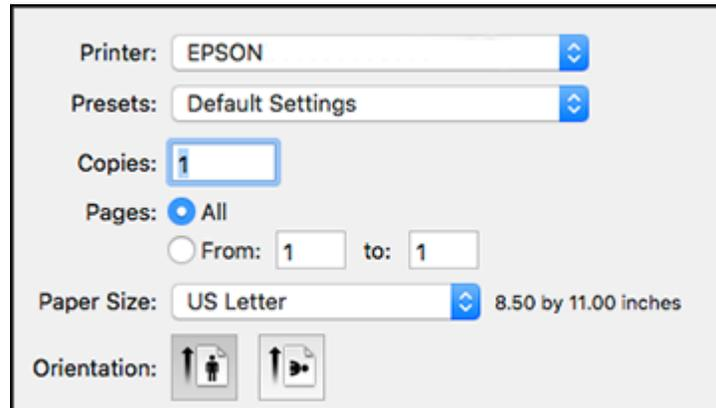 Printer: EPSON
Presets: Default Settings
Copies: 1
Pages: All
From: 1 to: 1
Paper Size: US Letter 8.50 by 11.00 inches
Orientation: